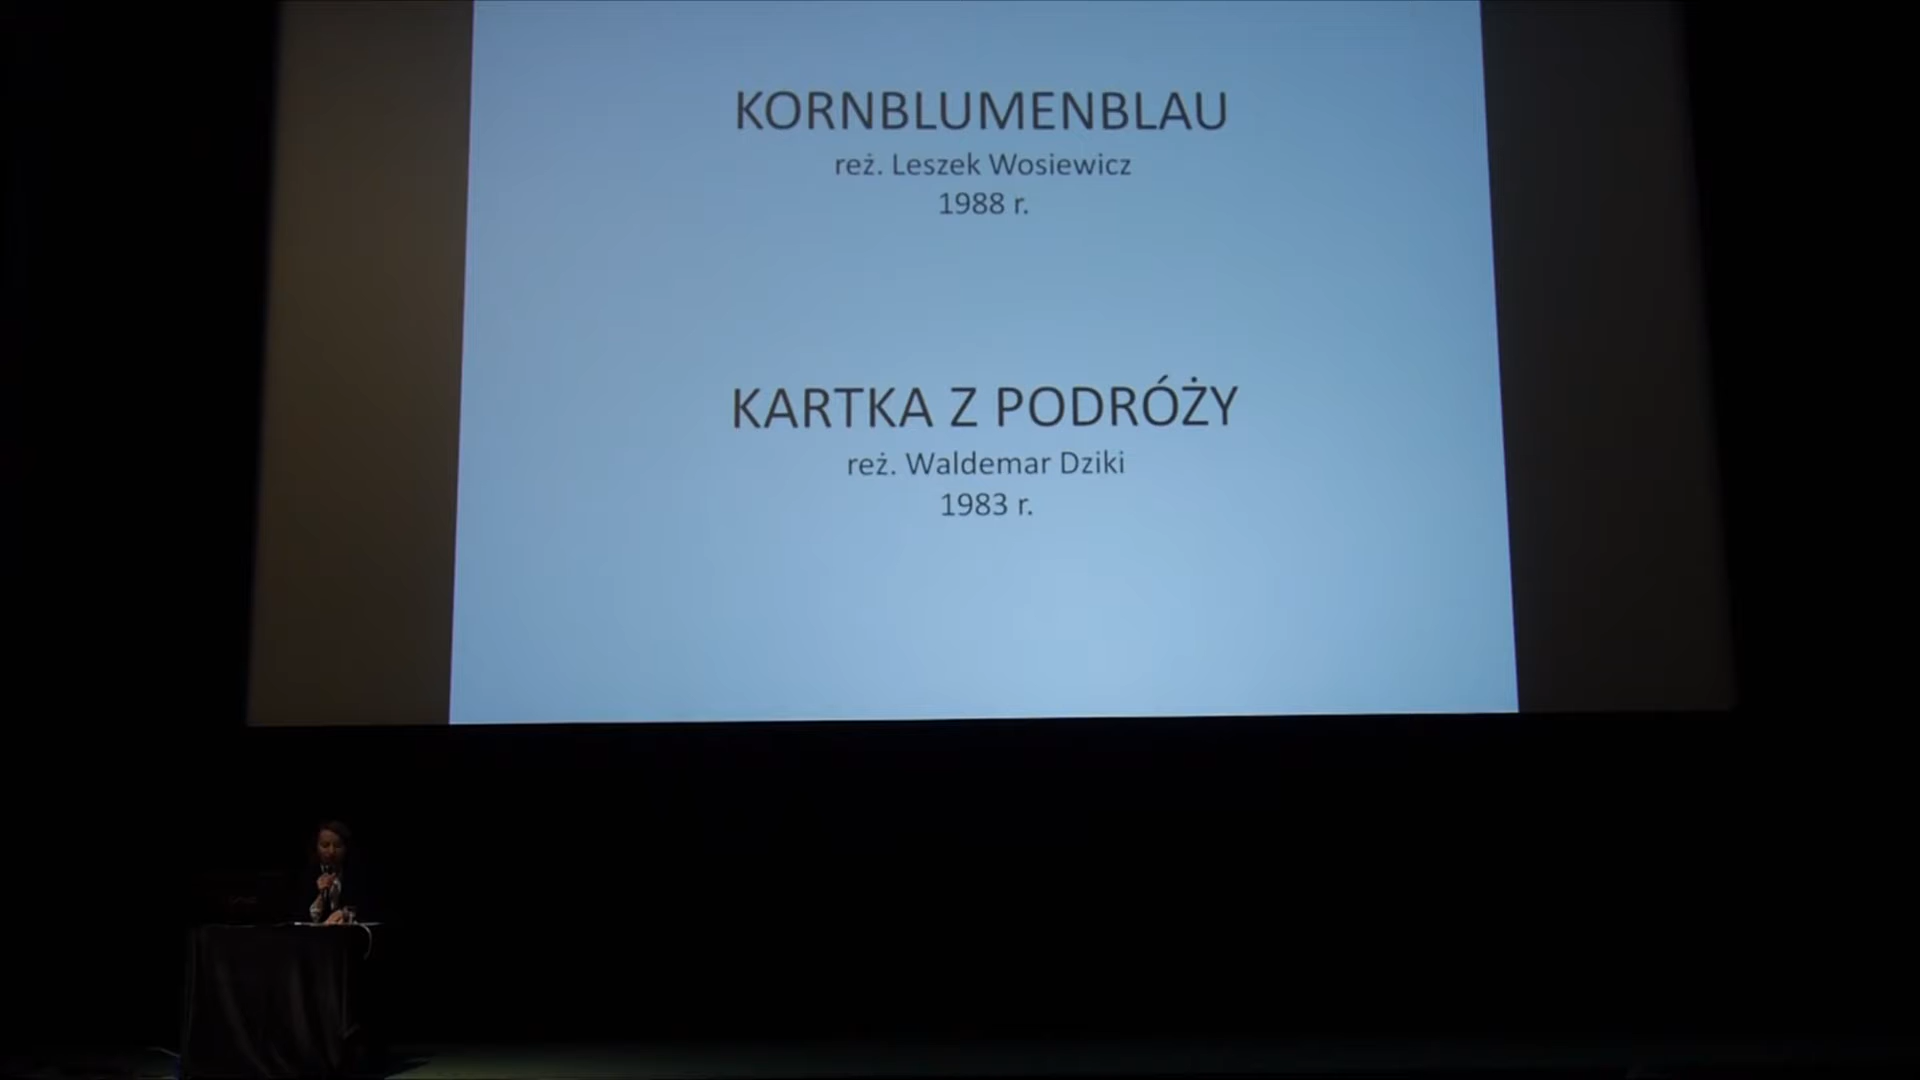 KORNBLUMENBLAU
reż. Leszek Wosiewicz
1988 r.
KARTKA Z PODRÓŻY
reż. Waldemar Dziki
1983 r.